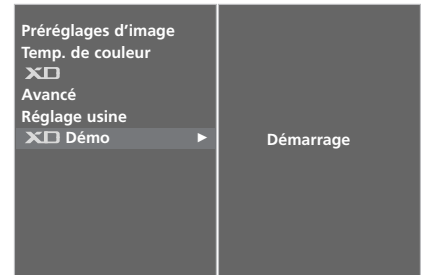 Préréglages d’image
Temp. de couleur
XD
Avancé
Réglage usine
XD Démo ►
Démarrage